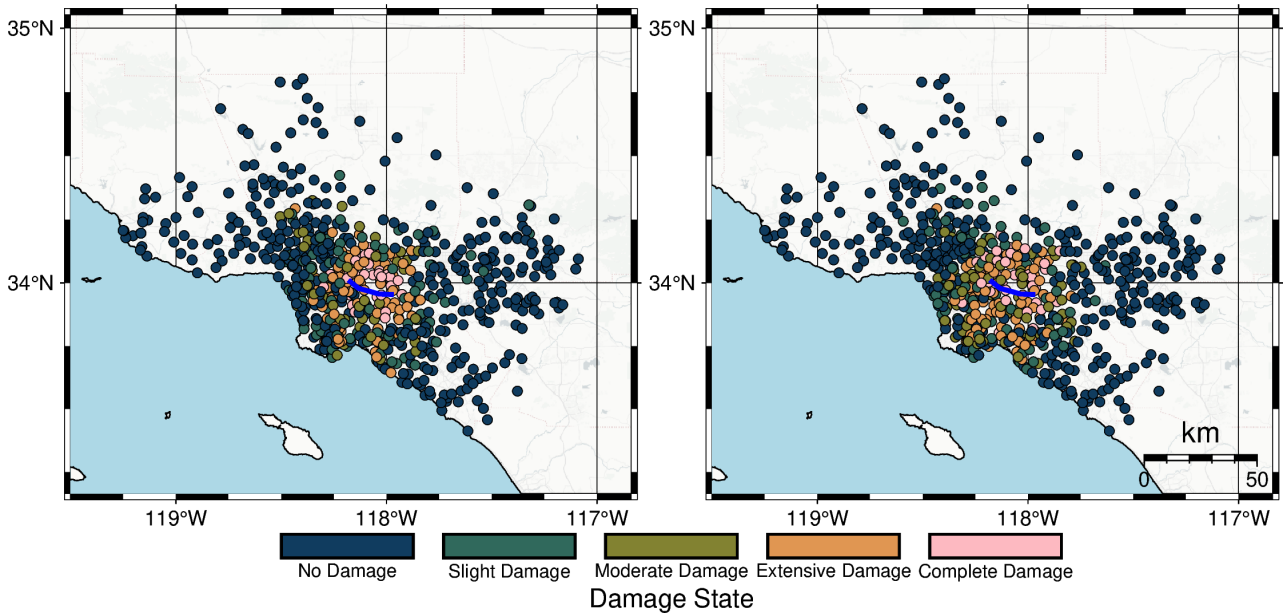 35°N
35°N
34°N
34°N
km
0 50
119°W 118°W 117°W
119°W 118°W 117°W
No Damage Slight Damage Moderate Damage Extensive Damage Complete Damage
Damage State